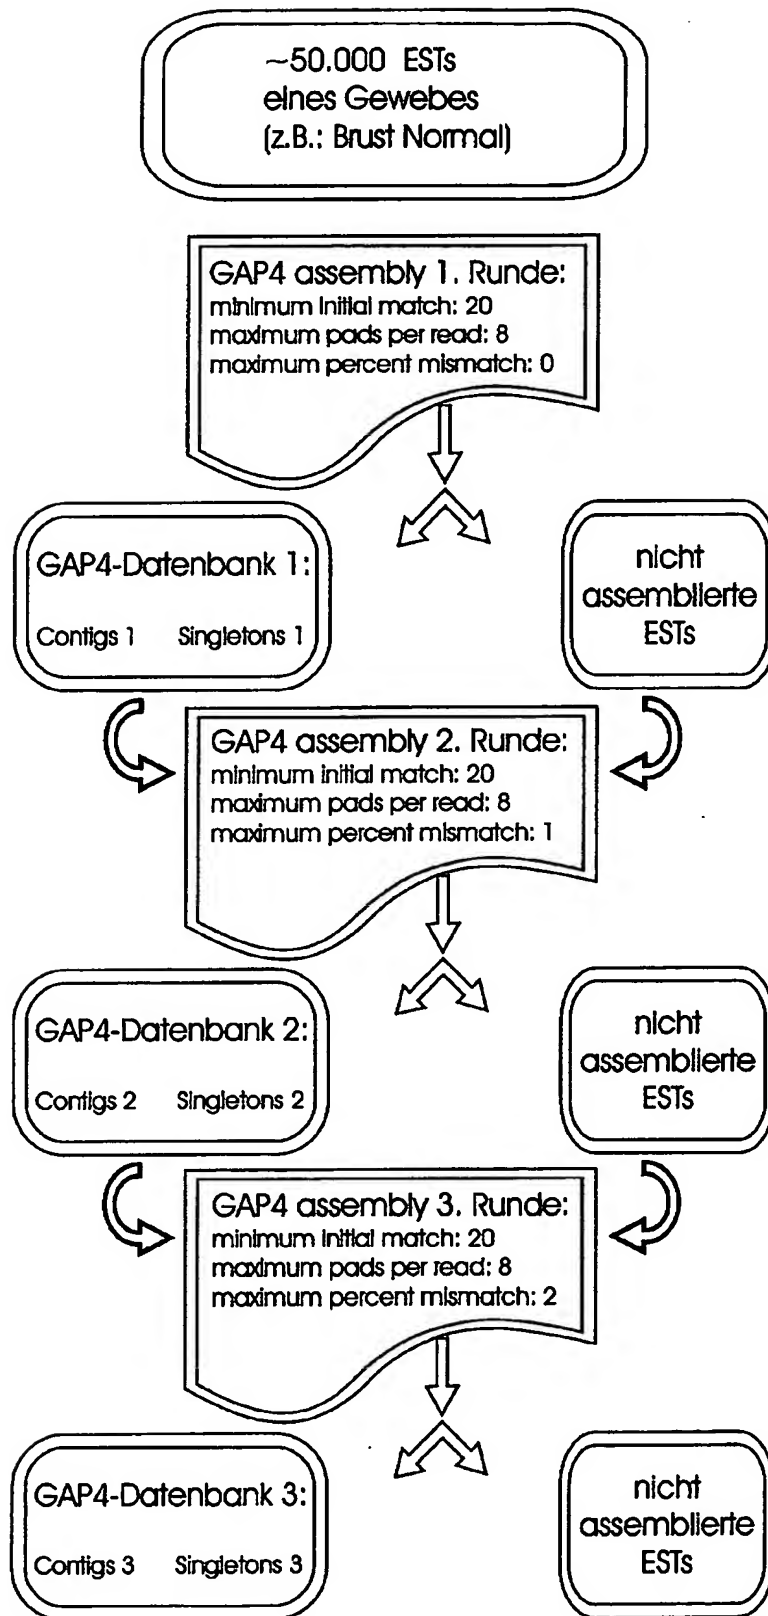 ~50.000 ESTs
eines Gewebes
(z.B.: Brust Normal)
GAP4 assembly 1. Runde:
minimum initial match: 20
maximum pads per read: 8
maximum percent mismatch: 0
GAP4-Datenbank 1:
Contigs 1 Singletons 1
nicht
assemblierte
ESTs
GAP4 assembly 2. Runde:
minimum initial match: 20
maximum pads per read: 8
maximum percent mismatch: 1
GAP4-Datenbank 2:
Contigs 2 Singletons 2
nicht
assemblierte
ESTs
GAP4 assembly 3. Runde:
minimum initial match: 20
maximum pads per read: 8
maximum percent mismatch: 2
GAP4-Datenbank 3:
Contigs 3 Singletons 3
nicht
assemblierte
ESTs